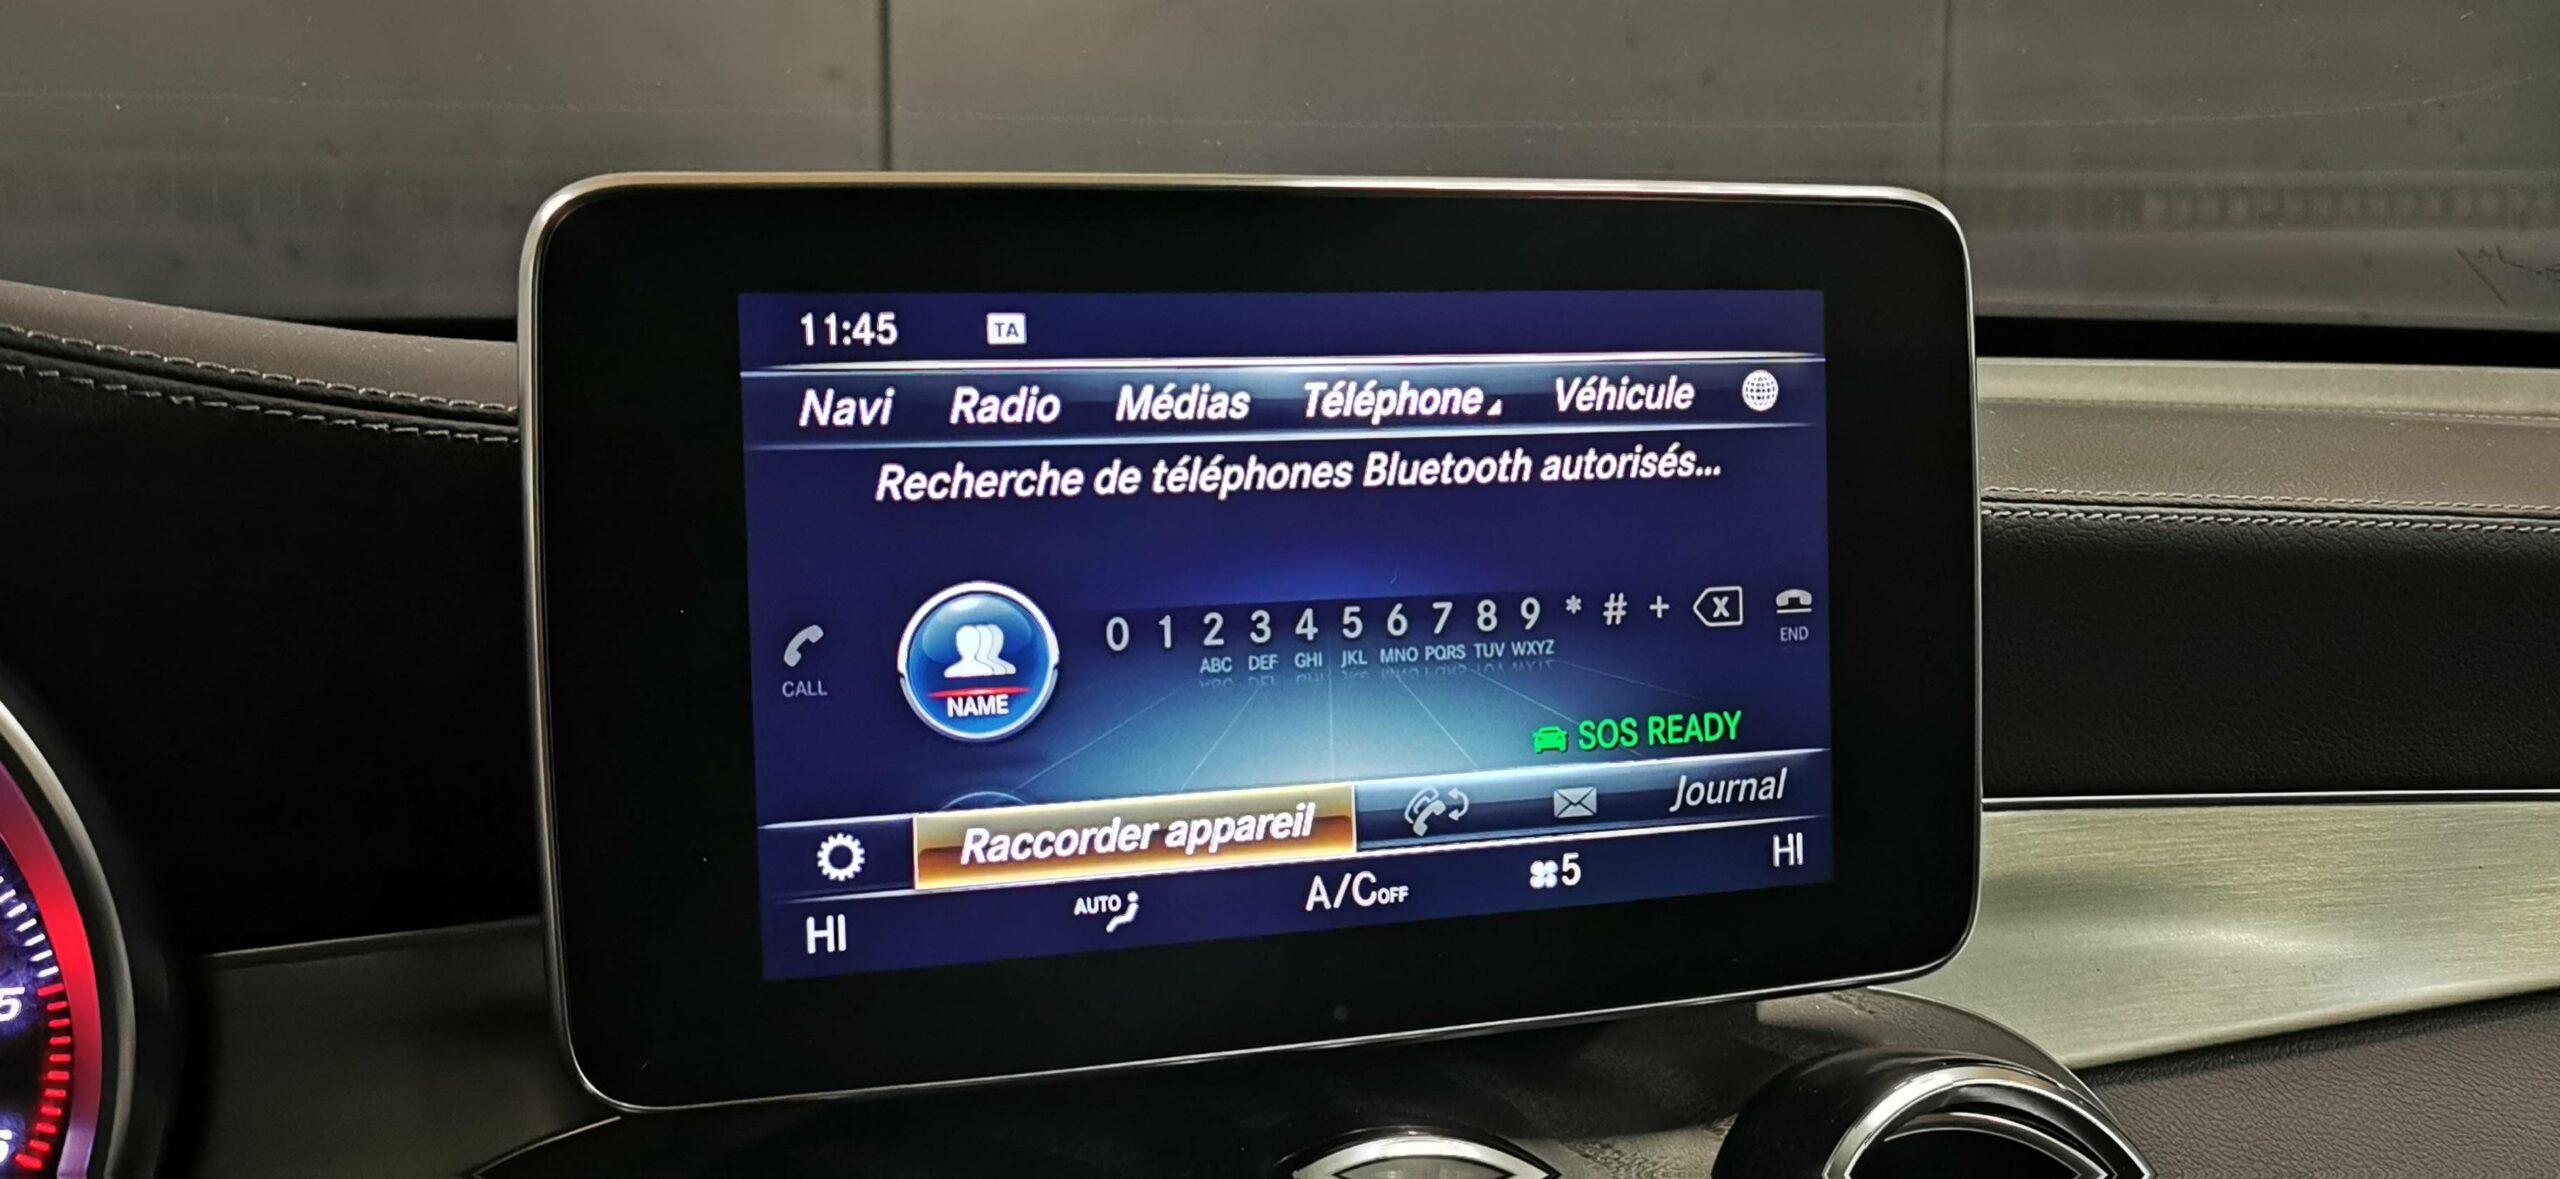 11:45 TA
Navi Radio Médias Téléphone Véhicule
Recherche de téléphones Bluetooth autorisés...
0 1 2 3 4 5 6 7 8 9 * # + X
ABC DEF GHI JKL MNO PQRS TUV WXYZ
CALL
NAME
END
SOS READY
Raccorder appareil Journal
HI AUTO A/C OFF 5 HI
5